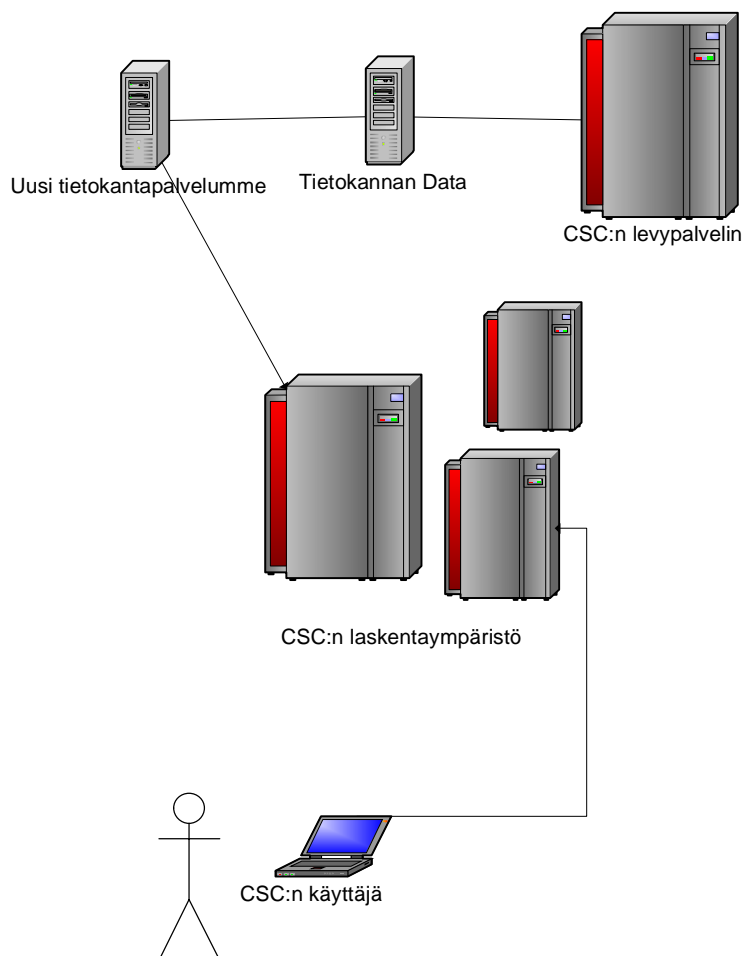 Uusi tietokantapalvelumme
Tietokannan Data
CSC:n levypalvelin
CSC:n laskentaympäristö
CSC:n käyttäjä